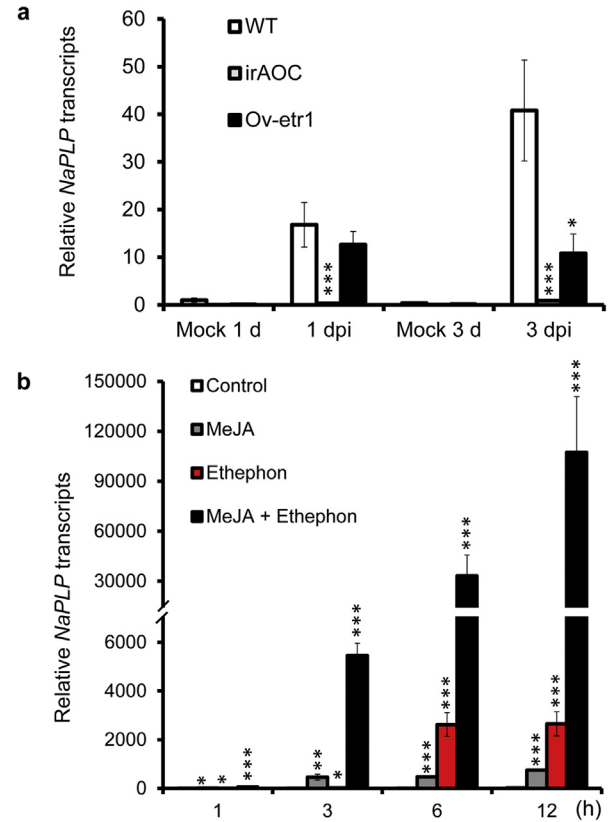 a
Relative NaPLP transcripts
60
50
40
30
20
10
0
WT
irAOC
Ov-etr1
***
***
*
Mock 1 d 1 dpi Mock 3 d 3 dpi
b
Relative NaPLP transcripts
150000
120000
90000
60000
30000
6000
4000
2000
0
Control
MeJA
Ethephon
MeJA + Ethephon
* * ***
** * ***
*** *** ***
*** *** ***
1 3 6 12 (h)